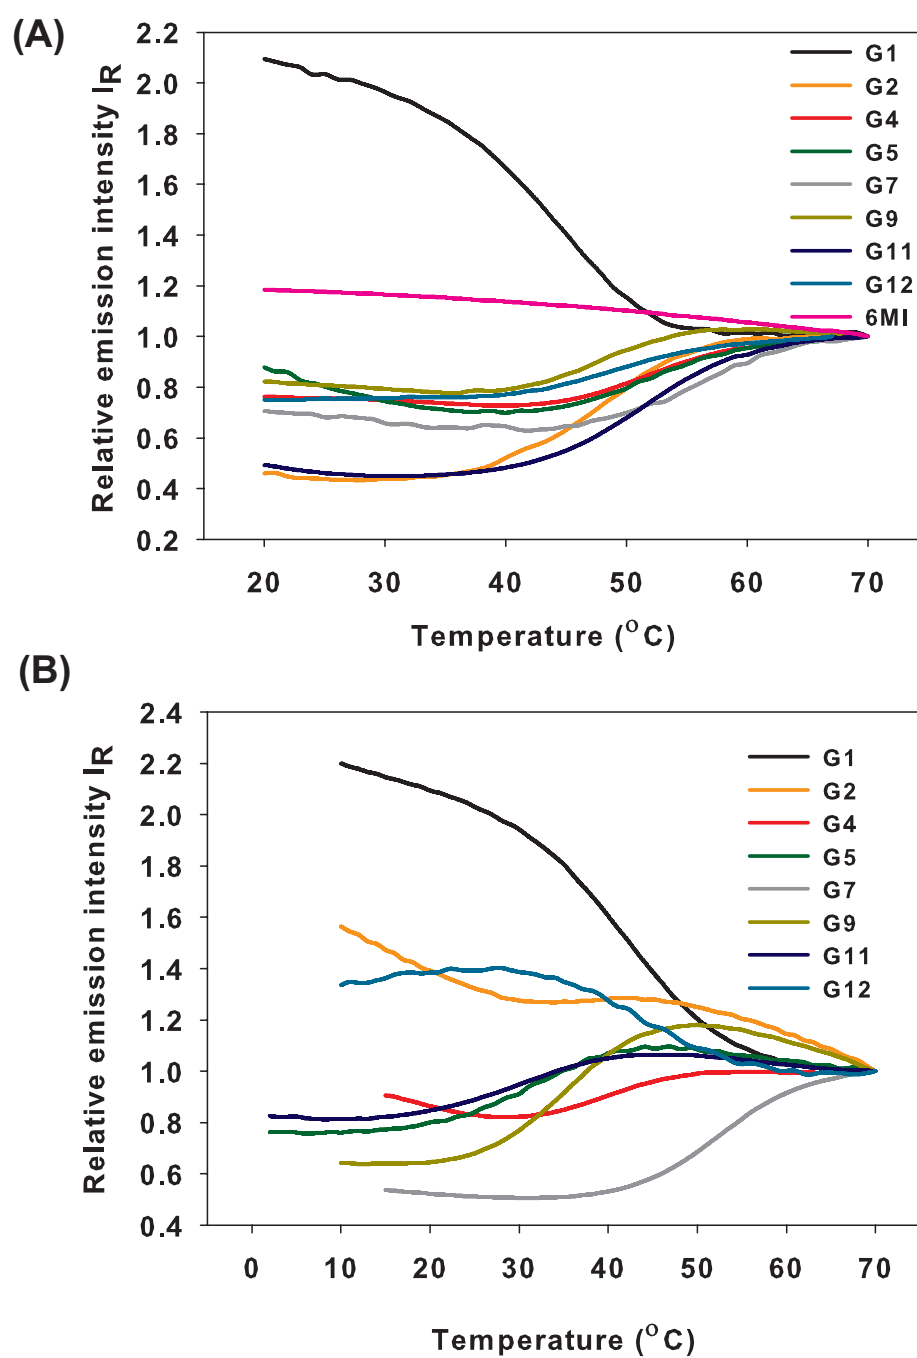 (A)
Relative emission intensity IR
2.2
2.0
1.8
1.6
1.4
1.2
1.0
0.8
0.6
0.4
0.2
G1
G2
G4
G5
G7
G9
G11
G12
6MI
20 30 40 50 60 70
Temperature (°C)
(B)
Relative emission intensity IR
2.4
2.2
2.0
1.8
1.6
1.4
1.2
1.0
0.8
0.6
0.4
G1
G2
G4
G5
G7
G9
G11
G12
0 10 20 30 40 50 60 70
Temperature (°C)